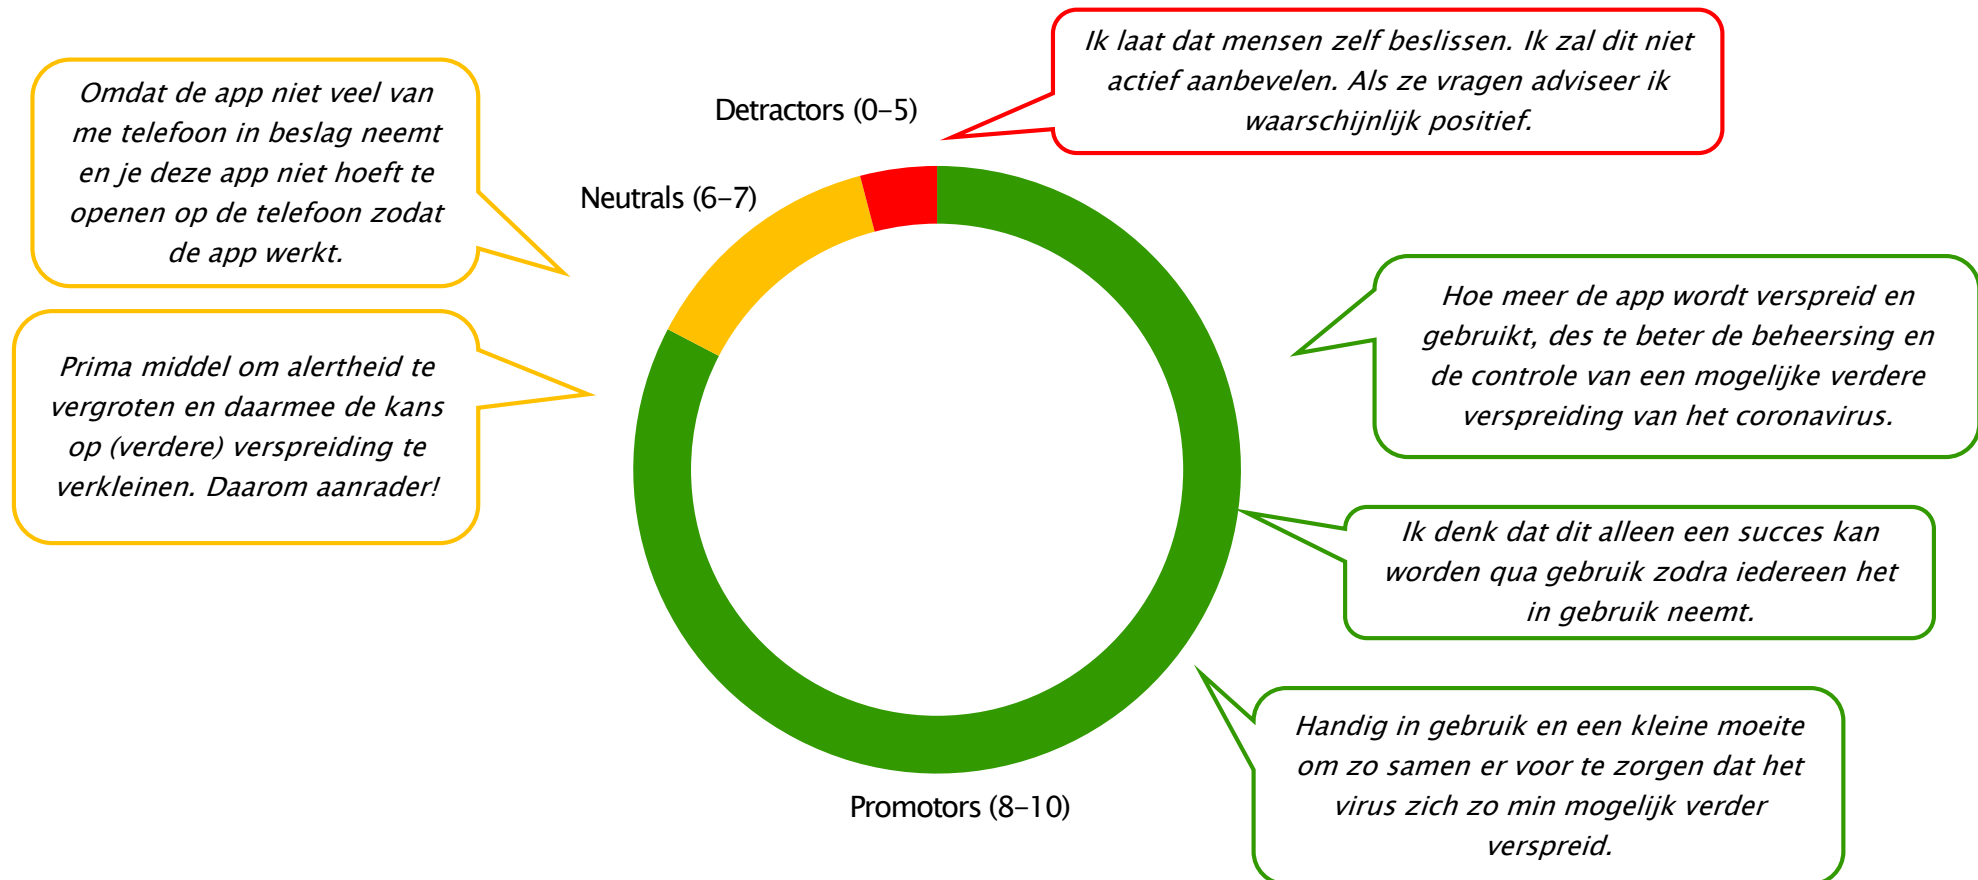 Ik laat dat mensen zelf beslissen. Ik zal dit niet
actief aanbevelen. Als ze vragen adviseer ik
waarschijnlijk positief.
Detractors (0–5)
Omdat de app niet veel van
me telefoon in beslag neemt
en je deze app niet hoeft te
openen op de telefoon zodat
de app werkt.
Neutrals (6–7)
Prima middel om alertheid te
vergroten en daarmee de kans
op (verdere) verspreiding te
verkleinen. Daarom aanrader!
Hoe meer de app wordt verspreid en
gebruikt, des te beter de beheersing en
de controle van een mogelijke verdere
verspreiding van het coronavirus.
Ik denk dat dit alleen een succes kan
worden qua gebruik zodra iedereen het
in gebruik neemt.
Handig in gebruik en een kleine moeite
om zo samen er voor te zorgen dat het
virus zich zo min mogelijk verder
verspreid.
Promotors (8–10)